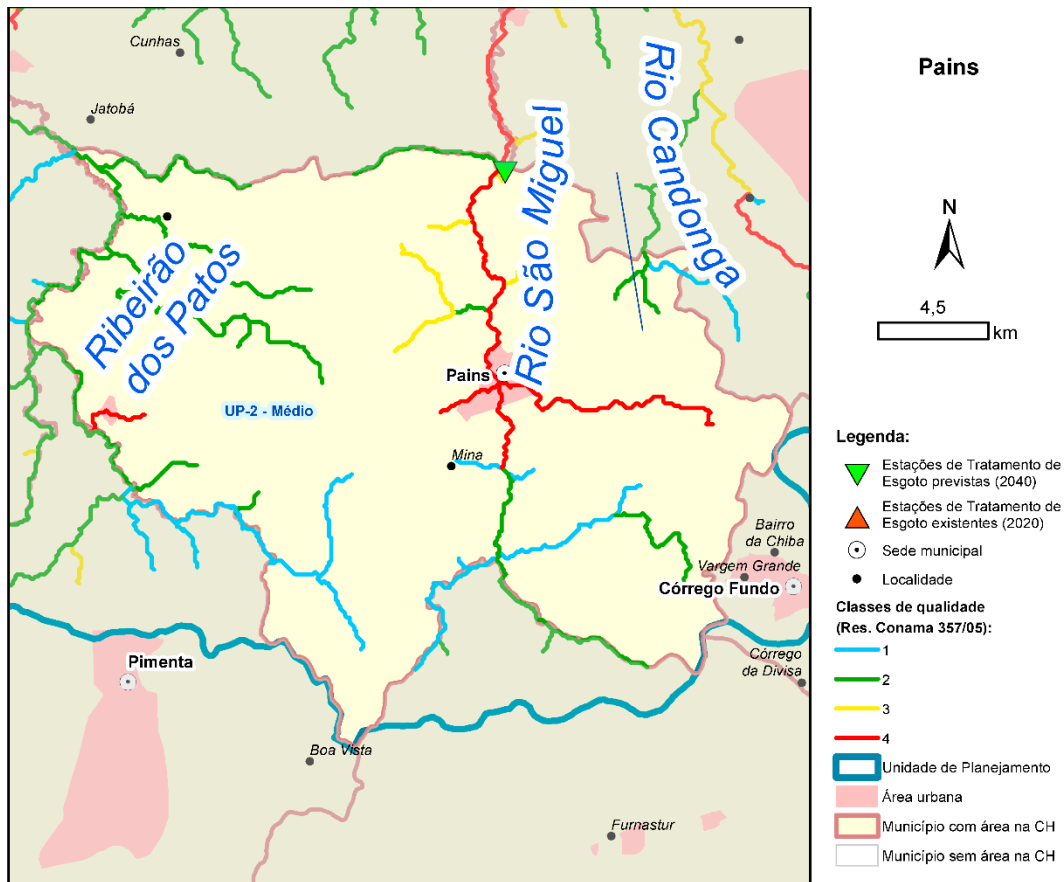 Cunhas
Jatobá
Ribeirão
dos Patos
Rio São Miguel
Rio Candonga
Pains
UP-2 - Médio
Mina
Bairro
da Chiba
Vargem Grande
Córrego Fundo
Córrego
da Divisa
Pimenta
Boa Vista
Furnastur
Pains
N
4,5
km
Legenda:
Estações de Tratamento de
Esgoto previstas (2040)
Estações de Tratamento de
Esgoto existentes (2020)
Sede municipal
Localidade
Classes de qualidade
(Res. Conama 357/05):
1
2
3
4
Unidade de Planejamento
Área urbana
Município com área na CH
Município sem área na CH